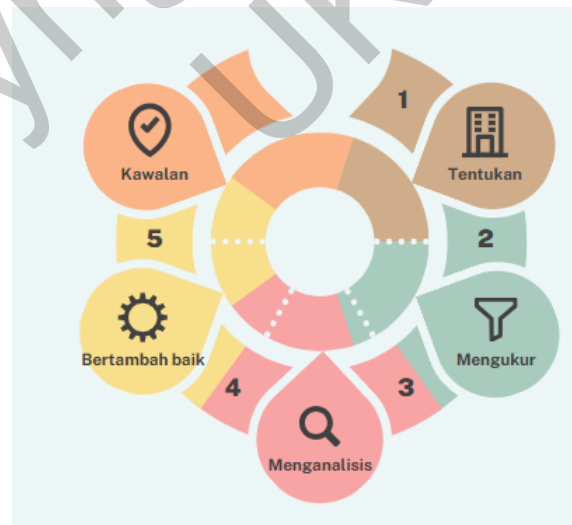 1
Tentukan
2
Mengukur
3
Menganalisis
4
Bertambah baik
5
Kawalan